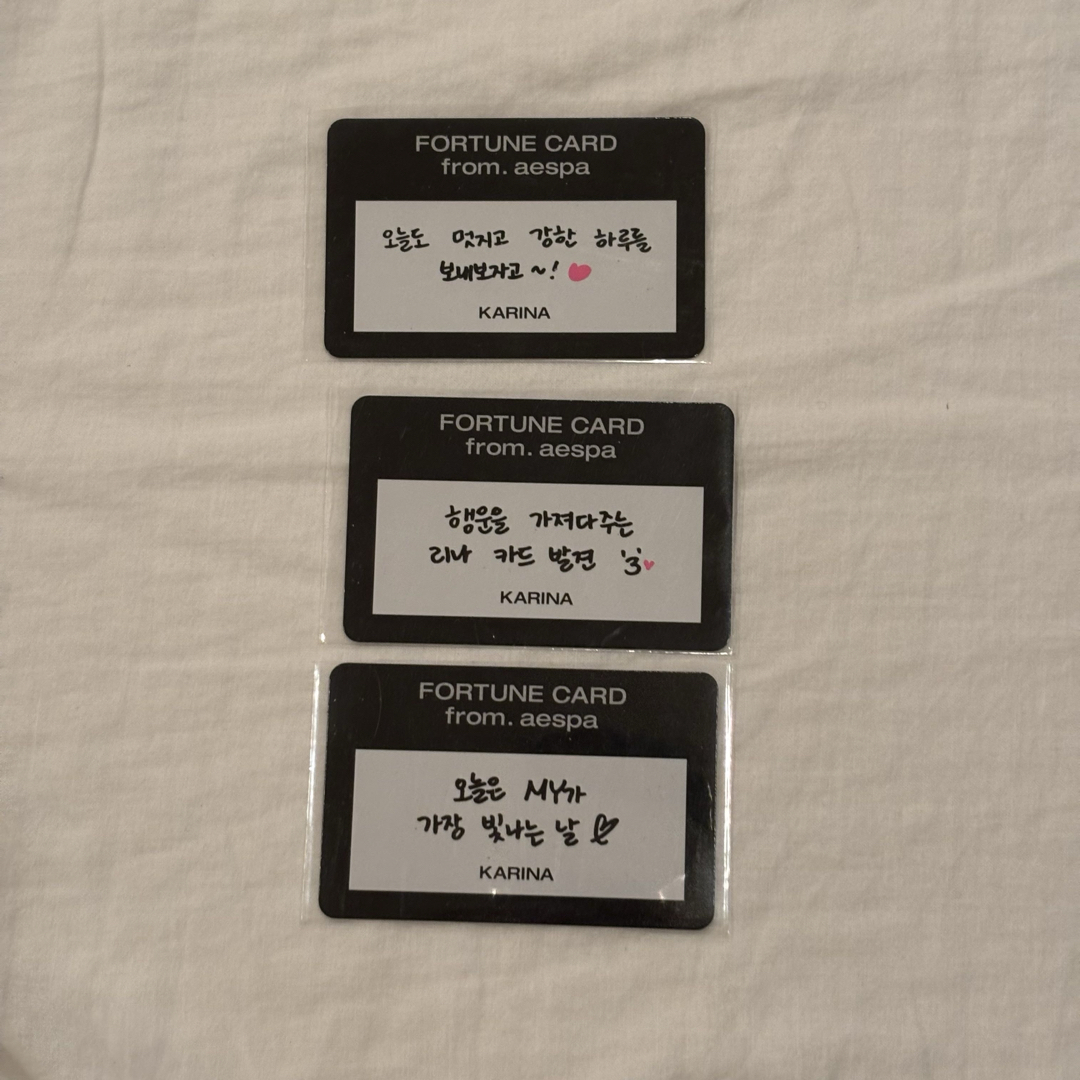 FORTUNE CARD
from. aespa
오늘도 멋지고 강한 하루를
보내보자고 ~!
KARINA
FORTUNE CARD
from. aespa
행운을 가져다주는
리나 카드 발견 '3'
KARINA
FORTUNE CARD
from. aespa
오늘은 MY가
가장 빛나는 날
KARINA